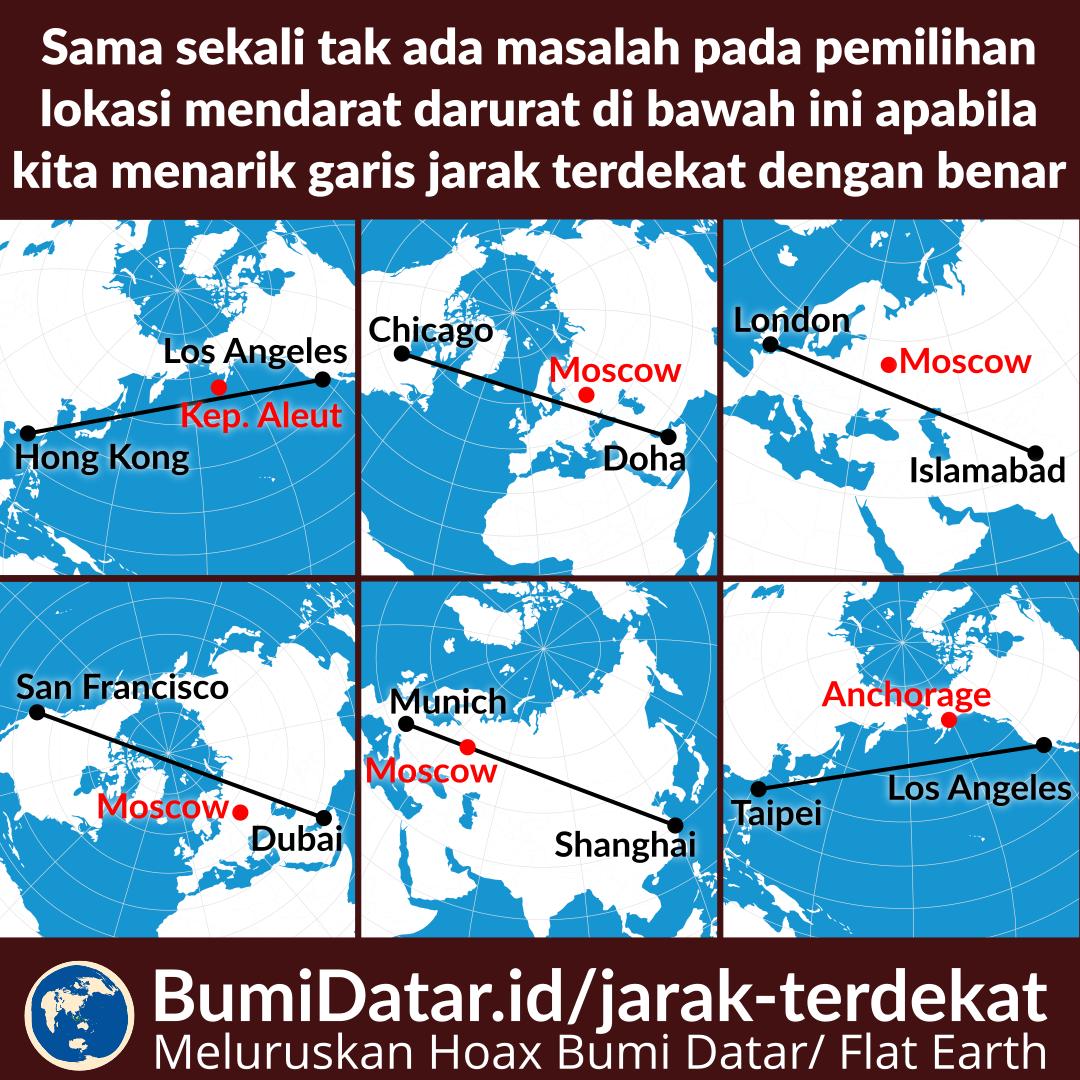 Sama sekali tak ada masalah pada pemilihan
lokasi mendarat darurat di bawah ini apabila
kita menarik garis jarak terdekat dengan benar
Los Angeles
Kep. Aleut
Hong Kong
Chicago
Moscow
Doha
London
Moscow
Islamabad
San Francisco
Moscow
Dubai
Munich
Moscow
Shanghai
Anchorage
Los Angeles
Taipei
BumiDatar.id/jarak-terdekat
Meluruskan Hoax Bumi Datar/ Flat Earth